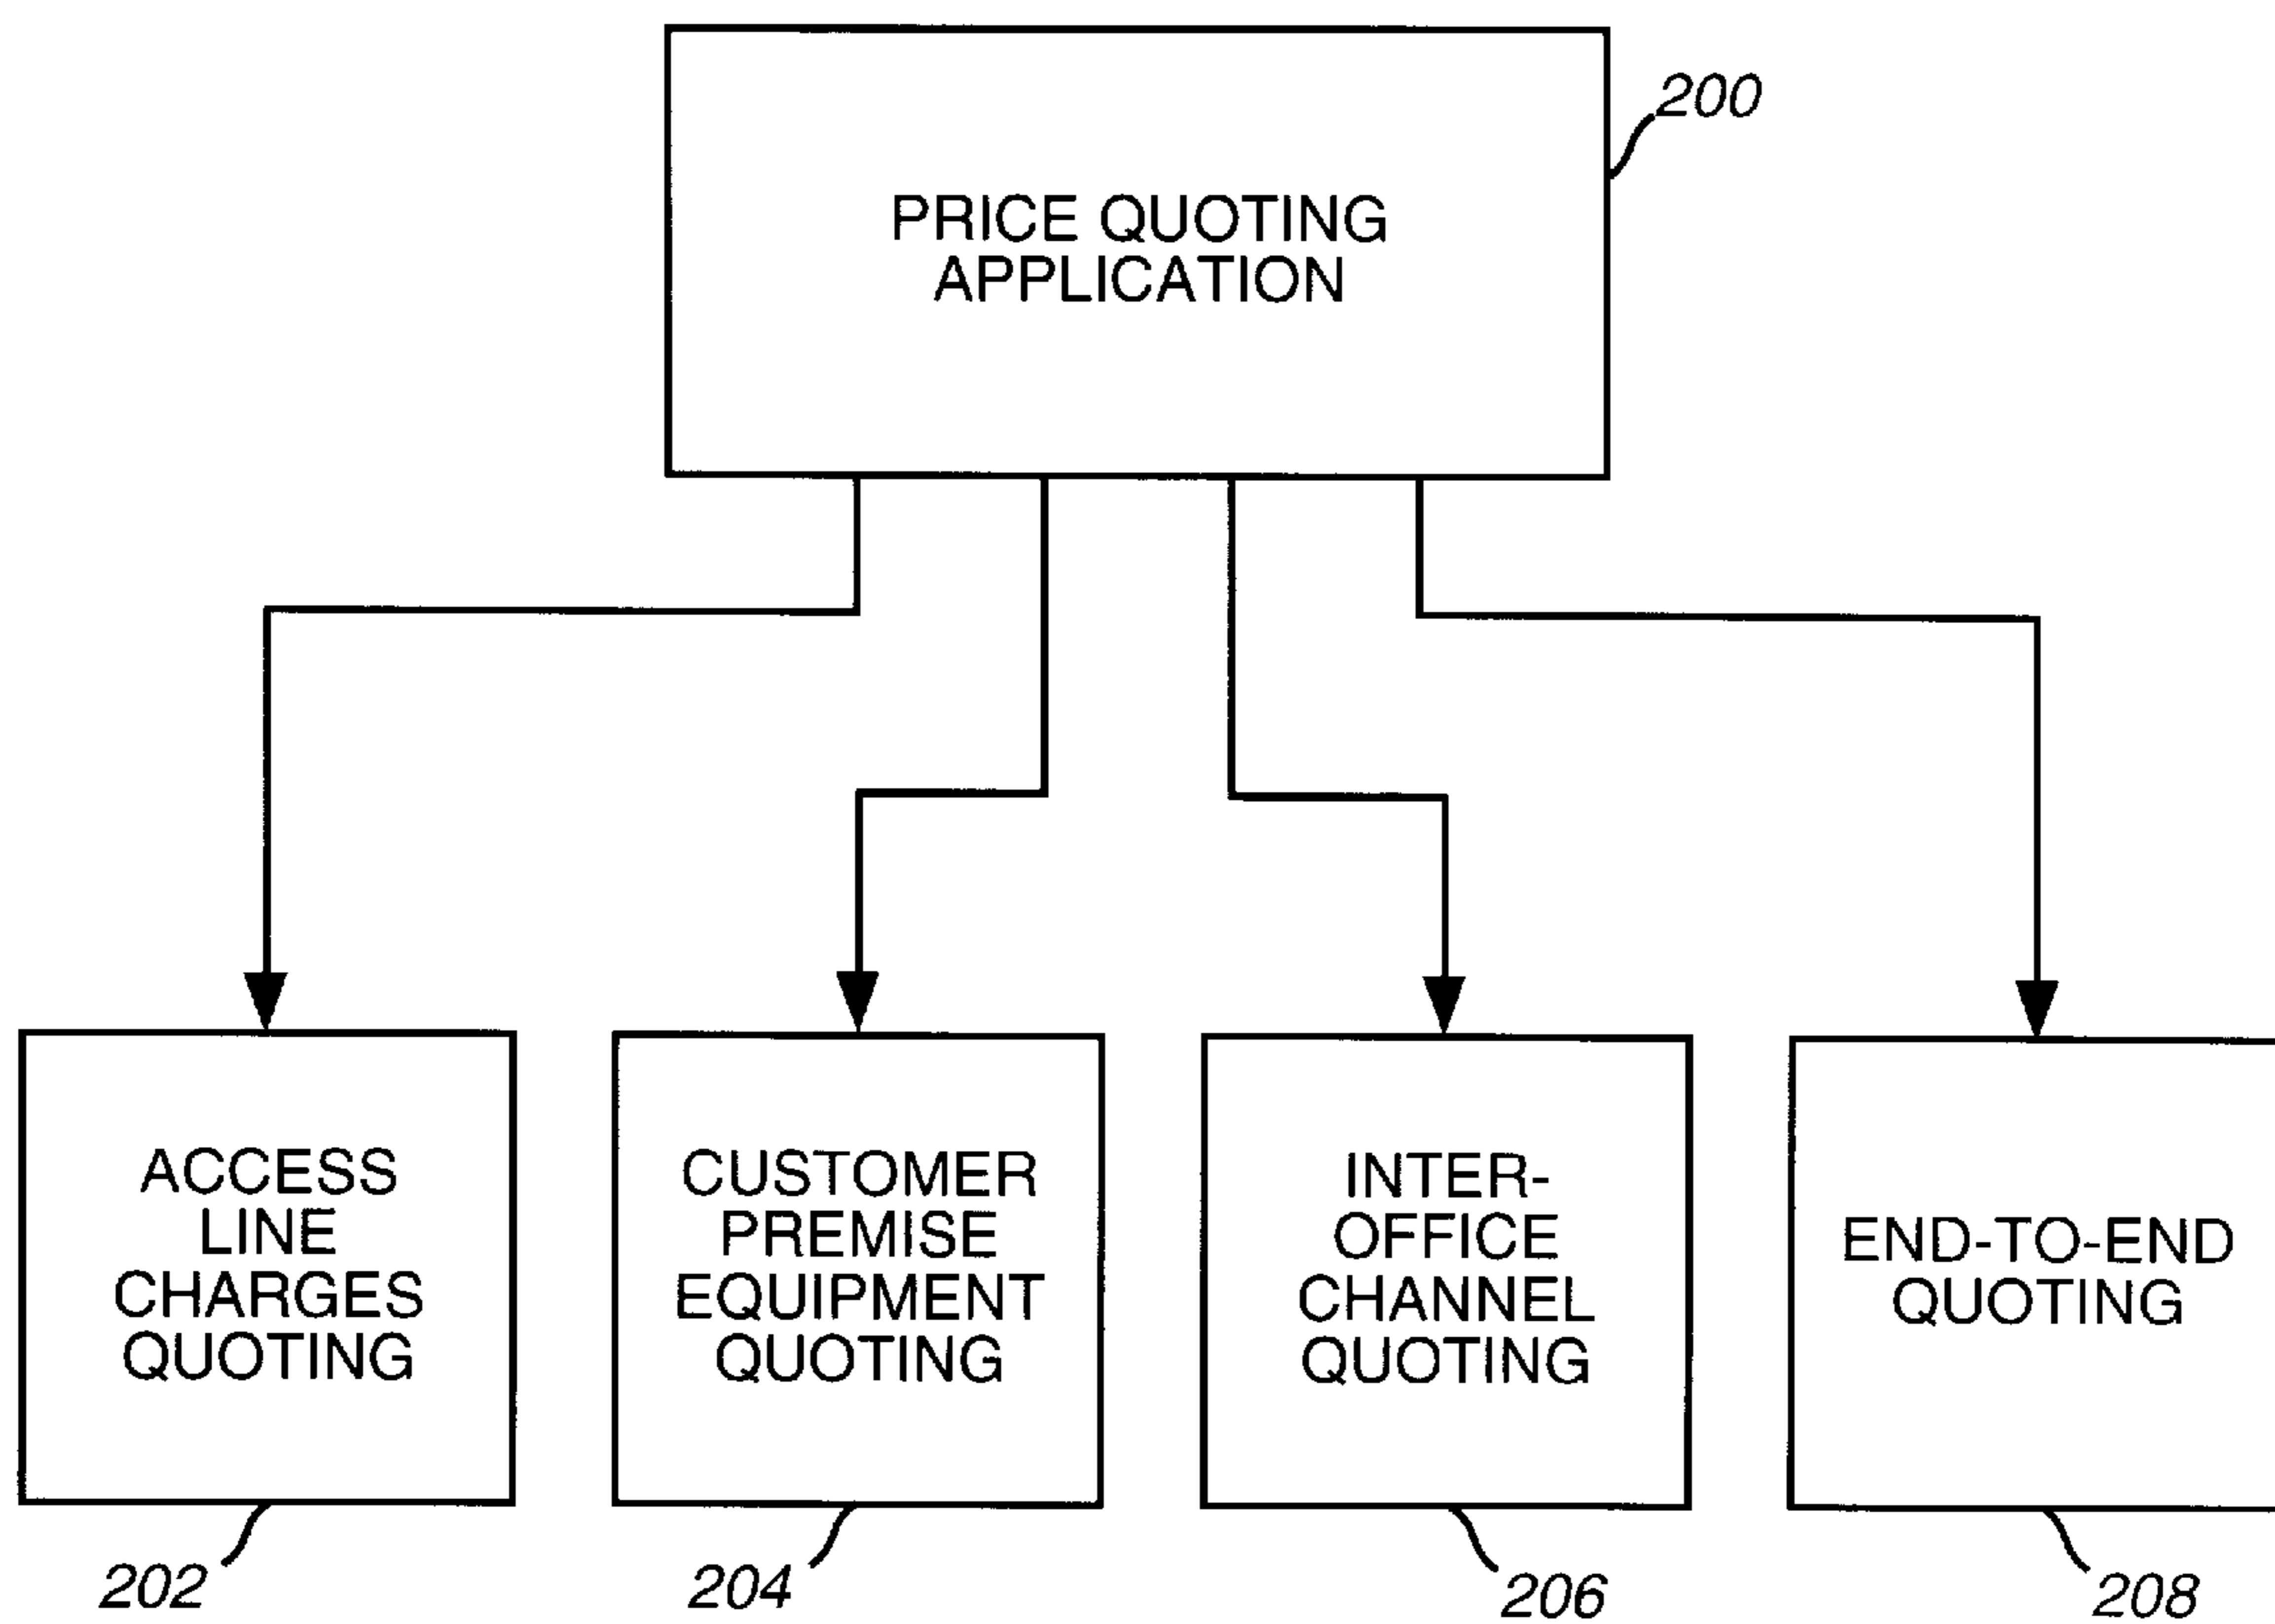 200
PRICE QUOTING
APPLICATION
ACCESS
LINE
CHARGES
QUOTING
CUSTOMER
PREMISE
EQUIPMENT
QUOTING
INTER-
OFFICE
CHANNEL
QUOTING
END-TO-END
QUOTING
202
204
206
208